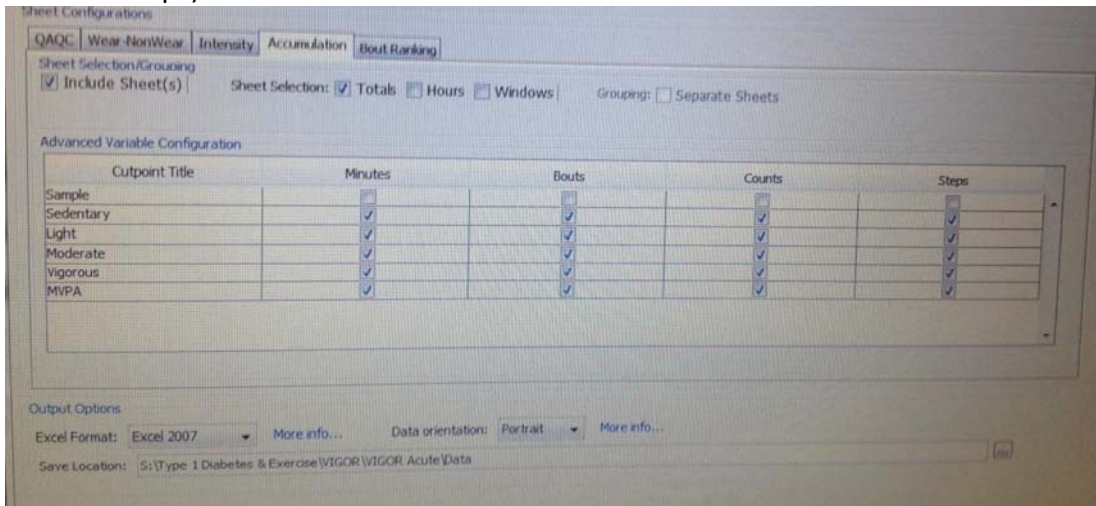 Sheet Configurations
QAQC Wear-NonWear Intensity Accumulation Bout Ranking
Sheet Selection/Grouping
Include Sheet(s) Sheet Selection: Totals Hours Windows Grouping: Separate Sheets
Advanced Variable Configuration
Cutpoint Title Minutes Bouts Counts Steps
Sample
Sedentary
Light
Moderate
Vigorous
MVPA
Output Options
Excel Format: Excel 2007 More info... Data orientation: Portrait More info...
Save Location: S:\Type 1 Diabetes & Exercise\VIGOR\VIGOR Acute\Data